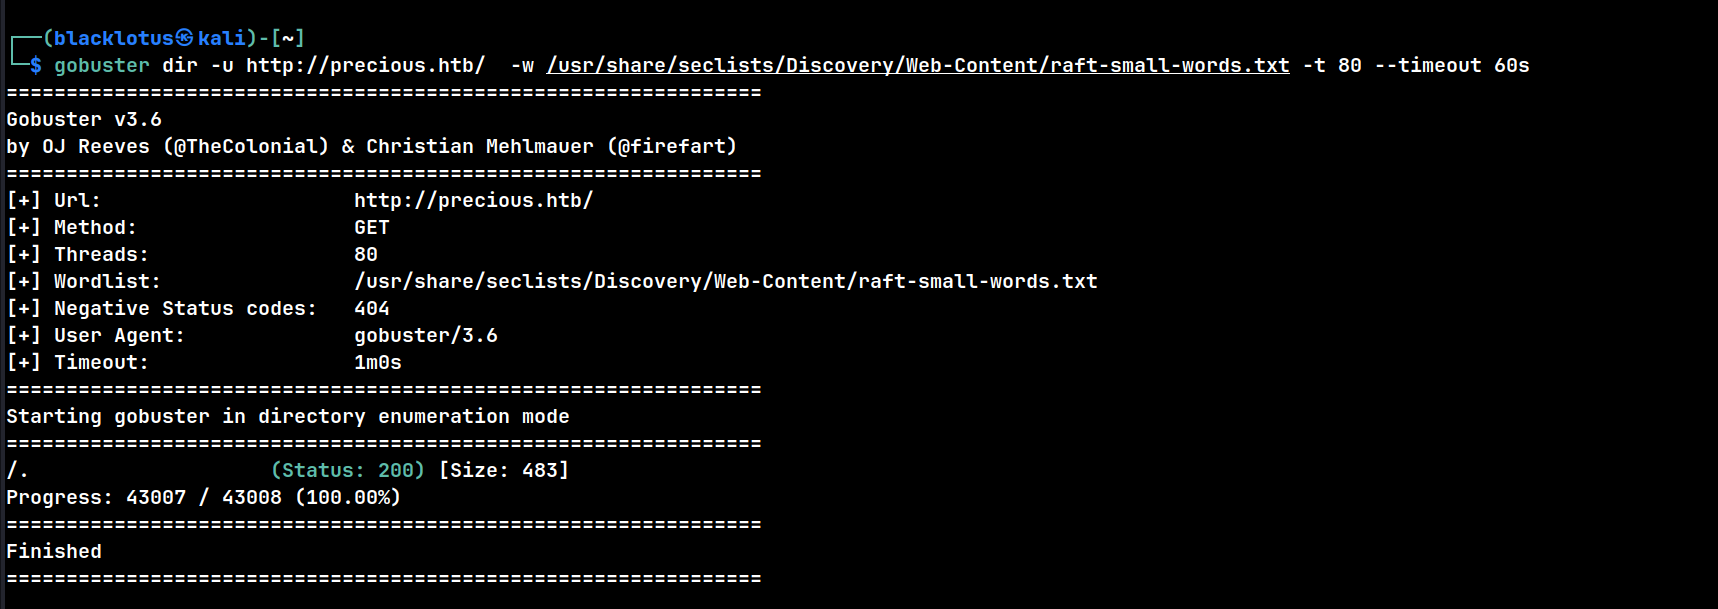 ┌──(blacklotus㉿kali)-[~]
└─$ gobuster dir -u http://precious.htb/  -w /usr/share/seclists/Discovery/Web-Content/raft-small-words.txt -t 80 --timeout 60s
===============================================================
Gobuster v3.6
by OJ Reeves (@TheColonial) & Christian Mehlmauer (@firefart)
===============================================================
[+] Url:                     http://precious.htb/
[+] Method:                  GET
[+] Threads:                 80
[+] Wordlist:                /usr/share/seclists/Discovery/Web-Content/raft-small-words.txt
[+] Negative Status codes:   404
[+] User Agent:              gobuster/3.6
[+] Timeout:                 1m0s
===============================================================
Starting gobuster in directory enumeration mode
===============================================================
/.                    (Status: 200) [Size: 483]
Progress: 43007 / 43008 (100.00%)
===============================================================
Finished
===============================================================